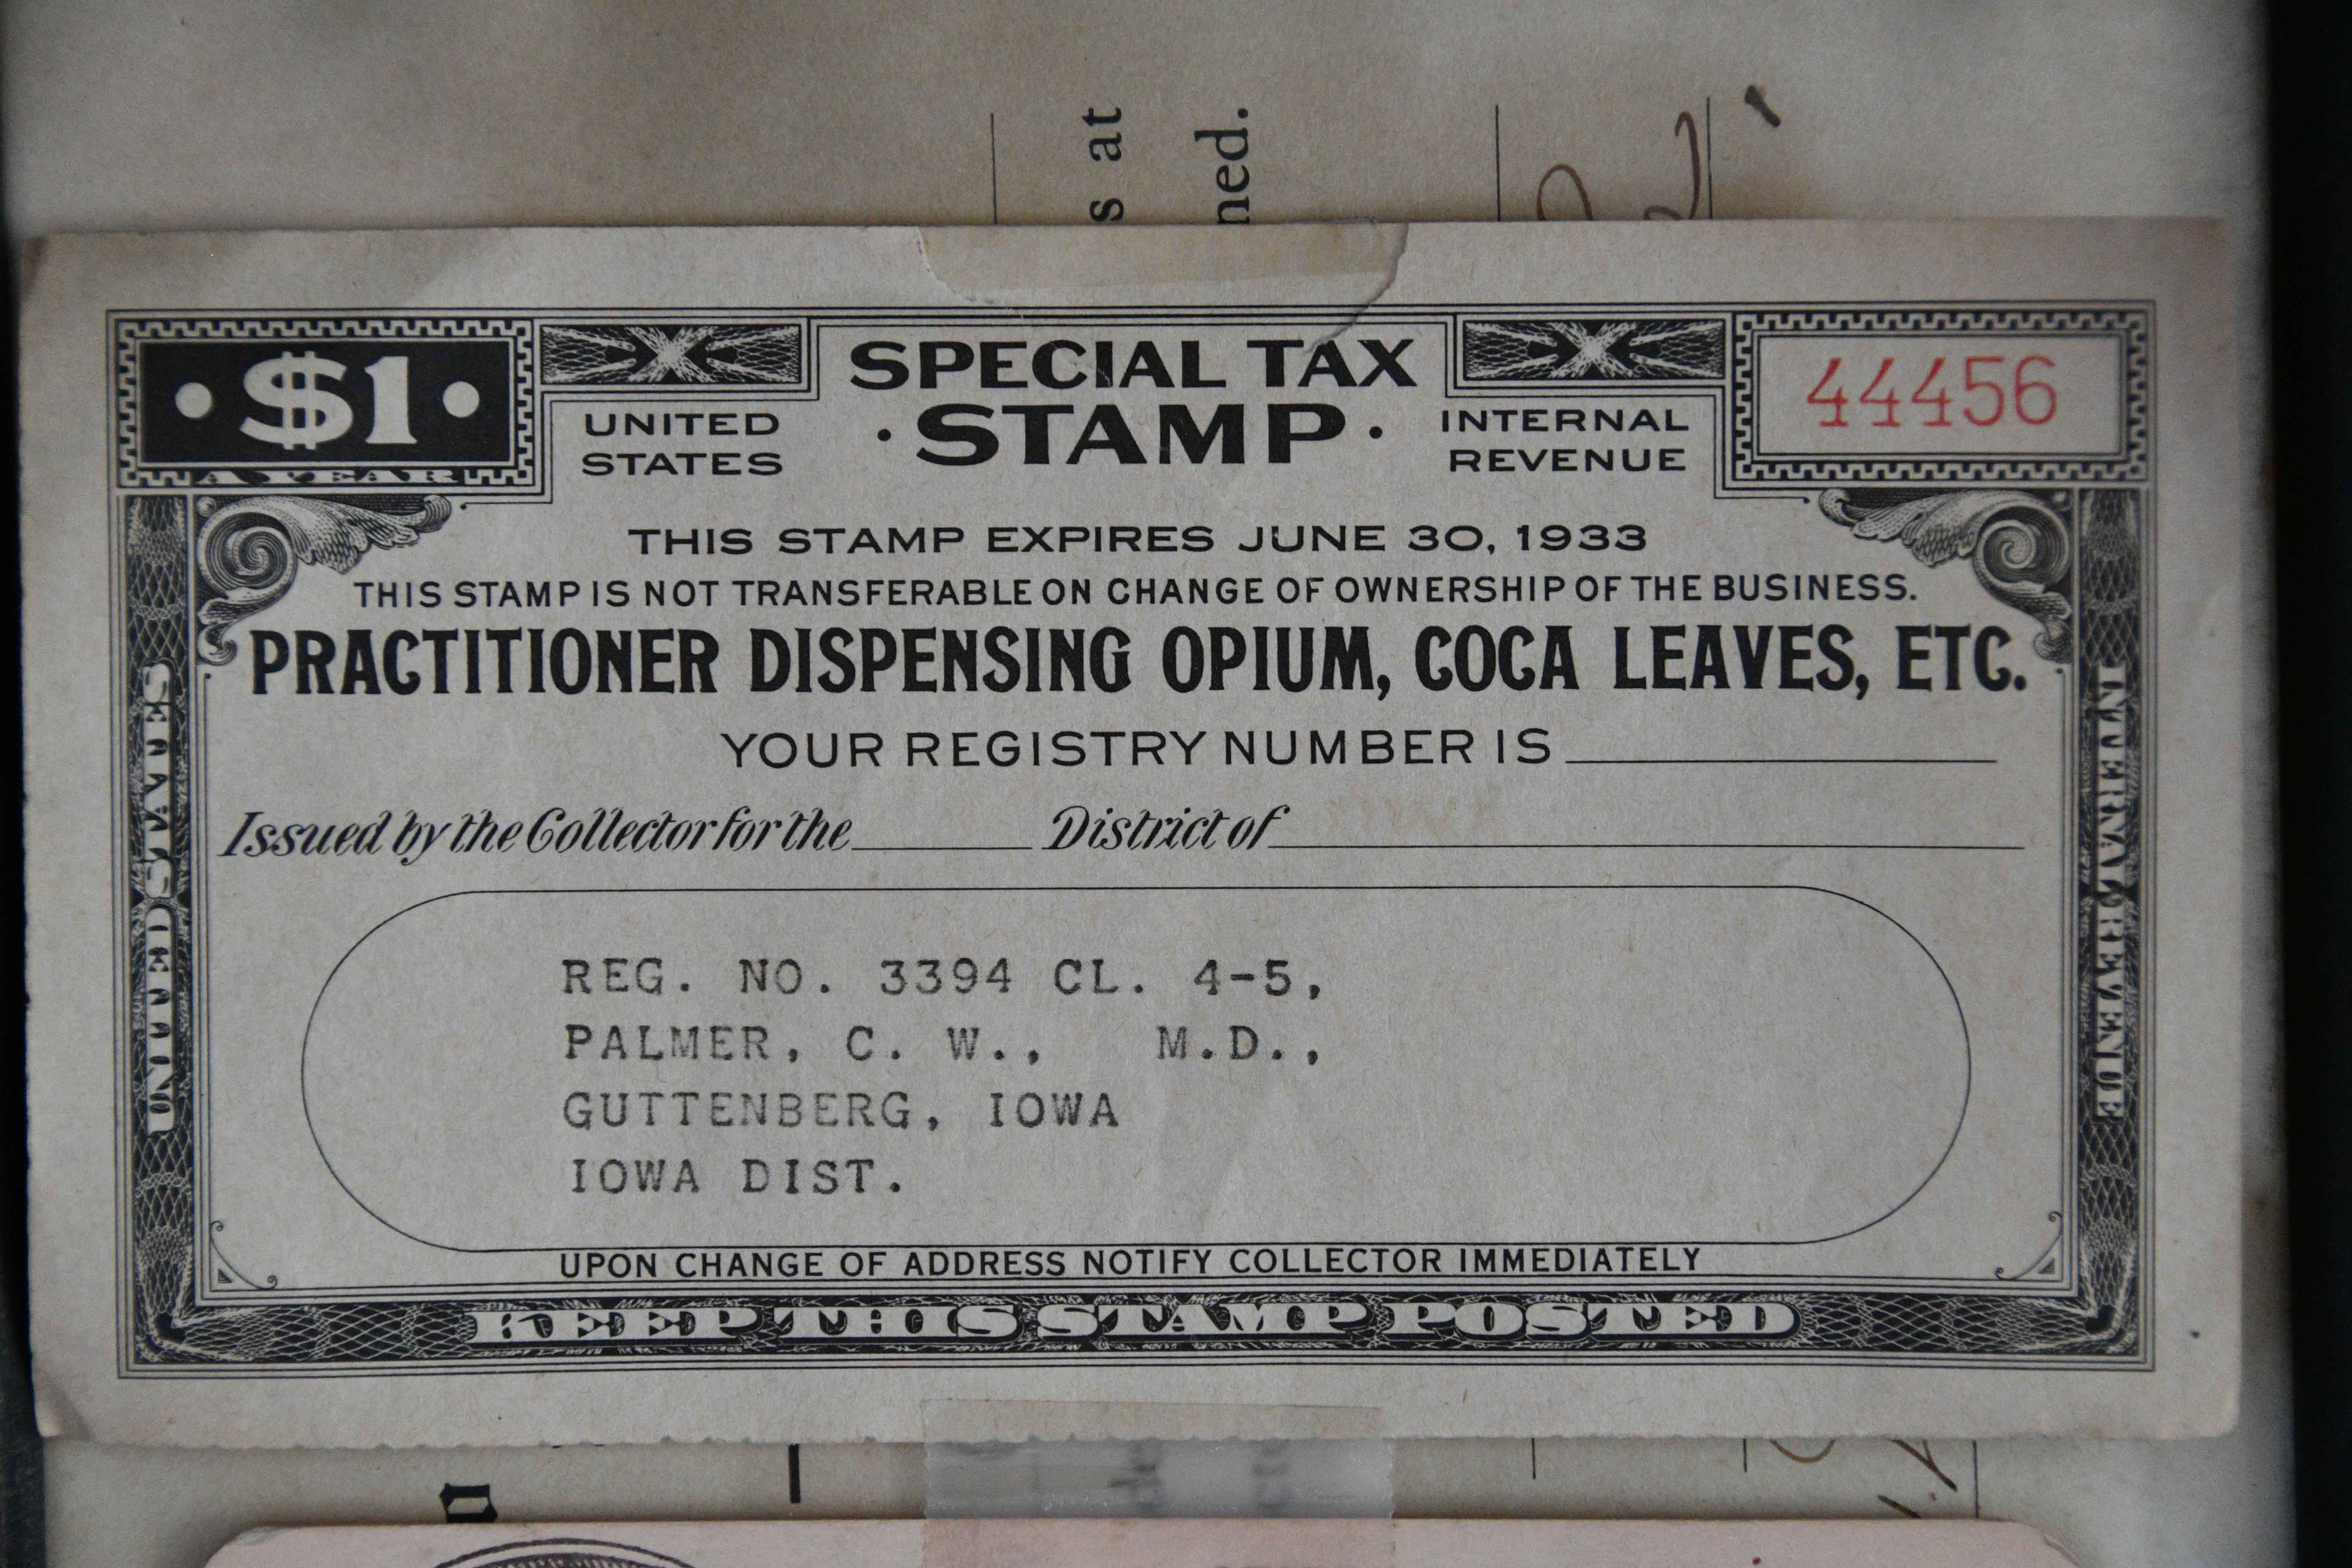 s at
ned.
$1
A YEAR
UNITED STATES
SPECIAL TAX
· STAMP ·
INTERNAL REVENUE
44456
THIS STAMP EXPIRES JUNE 30, 1933
THIS STAMP IS NOT TRANSFERABLE ON CHANGE OF OWNERSHIP OF THE BUSINESS.
PRACTITIONER DISPENSING OPIUM, COCA LEAVES, ETC.
YOUR REGISTRY NUMBER IS
Issued by the Collector for the District of
UNITED STATES
INTERNAL REVENUE
REG. NO. 3394 CL. 4-5,
PALMER, C. W., M.D.,
GUTTENBERG, IOWA
IOWA DIST.
UPON CHANGE OF ADDRESS NOTIFY COLLECTOR IMMEDIATELY
KEEP THIS STAMP POSTED